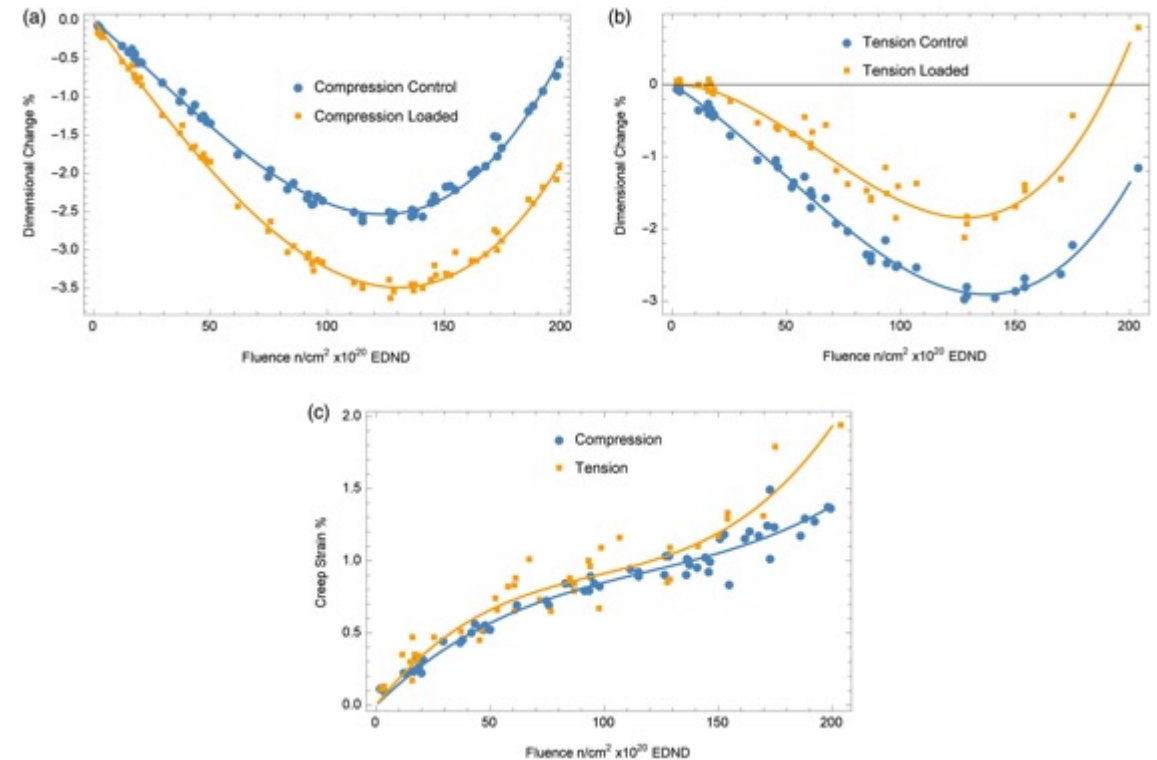 (a)
0.0
-0.5
-1.0
-1.5
-2.0
-2.5
-3.0
-3.5
Dimensional Change %
Compression Control
Compression Loaded
0 50 100 150 200
Fluence n/cm² x10²⁰ EDND
(b)
0
-1
-2
-3
Dimensional Change %
Tension Control
Tension Loaded
0 50 100 150 200
Fluence n/cm² x10²⁰ EDND
(c)
2.0
1.5
1.0
0.5
0.0
Creep Strain %
Compression
Tension
0 50 100 150 200
Fluence n/cm² x10²⁰ EDND